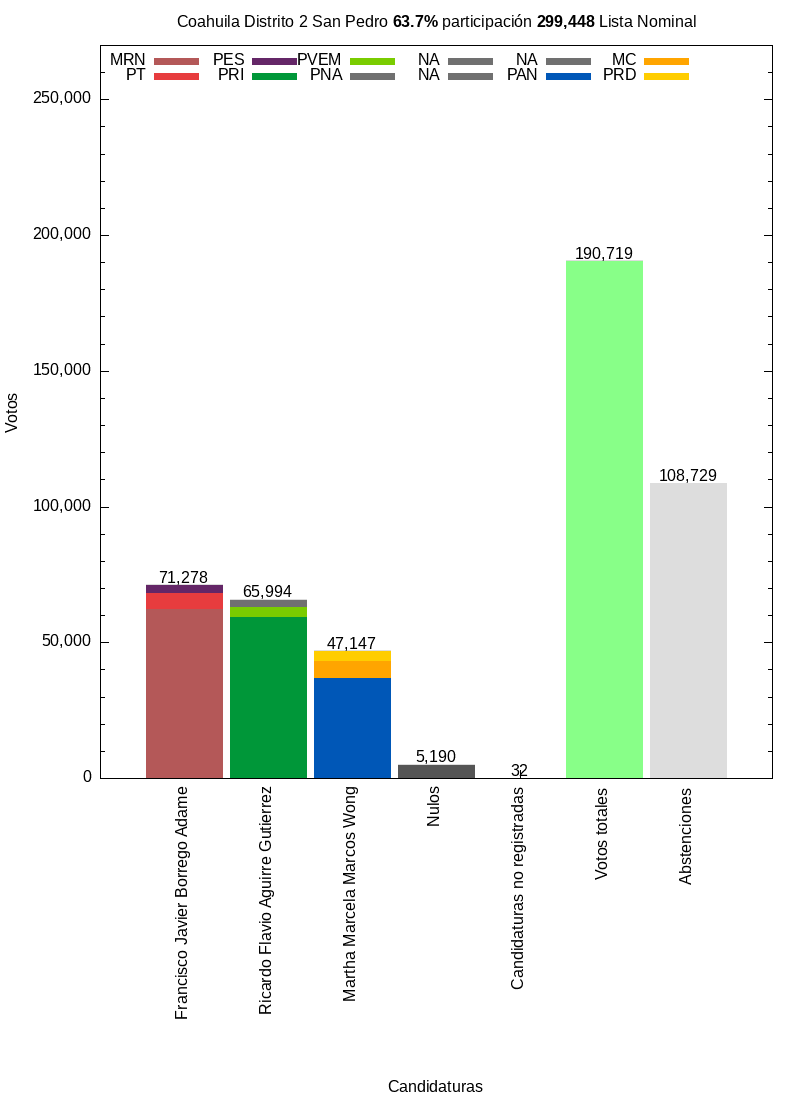 Coahuila Distrito 2 San Pedro 63.7% participación 299,448 Lista Nominal
MRN PES PVEM NA NA MC
PT PRI PNA NA PAN PRD
250,000
200,000
150,000
100,000
50,000
0
Votos
71,278
65,994
47,147
5,190
32
190,719
108,729
Francisco Javier Borrego Adame
Ricardo Flavio Aguirre Gutierrez
Martha Marcela Marcos Wong
Nulos
Candidaturas no registradas
Votos totales
Abstenciones
Candidaturas